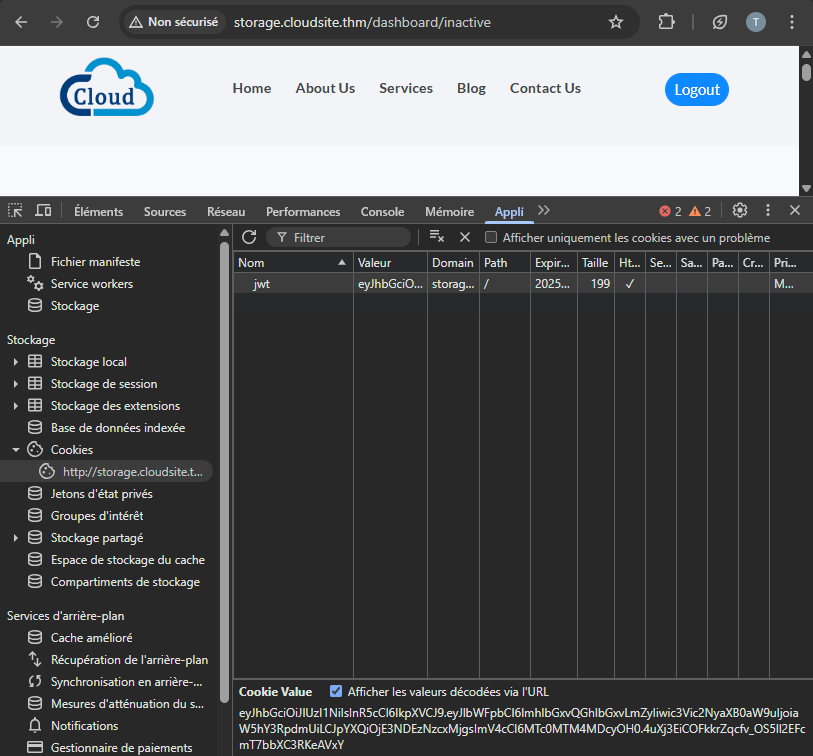 Non sécurisé storage.cloudsite.thm/dashboard/inactive T
Cloud Home About Us Services Blog Contact Us Logout
Éléments Sources Réseau Performances Console Mémoire Appli 2 2
Appli
Fichier manifeste
Service workers
Stockage
Stockage
Stockage local
Stockage de session
Stockage des extensions
Base de données indexée
Cookies
http://storage.cloudsite.t...
Jetons d'état privés
Groupes d'intérêt
Stockage partagé
Espace de stockage du cache
Compartiments de stockage
Services d'arrière-plan
Cache amélioré
Récupération de l'arrière-plan
Synchronisation en arrière-...
Mesures d'atténuation du s...
Notifications
Gestionnaire de paiements
Filtrer Afficher uniquement les cookies avec un problème
Nom Valeur Domain Path Expir... Taille Ht... Se... Sa... Pa... Cr... Pri...
jwt eyJhbGciO... storag... / 2025... 199 ✓ M...
Cookie Value Afficher les valeurs décodées via l'URL